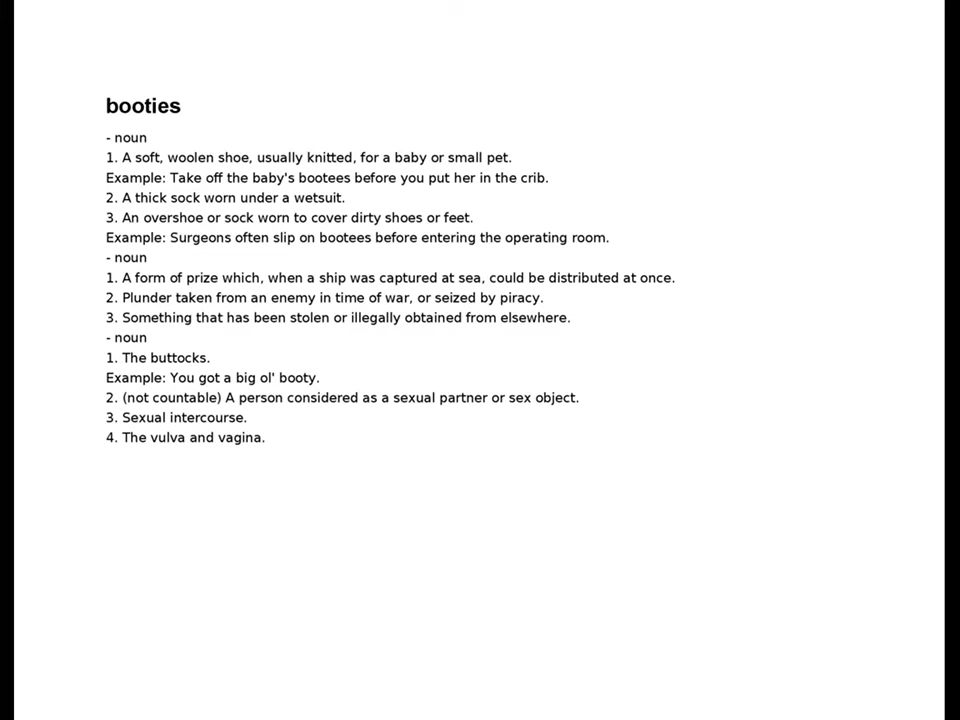 booties
- noun
1. A soft, woolen shoe, usually knitted, for a baby or small pet.
Example: Take off the baby's bootees before you put her in the crib.
2. A thick sock worn under a wetsuit.
3. An overshoe or sock worn to cover dirty shoes or feet.
Example: Surgeons often slip on bootees before entering the operating room.
- noun
1. A form of prize which, when a ship was captured at sea, could be distributed at once.
2. Plunder taken from an enemy in time of war, or seized by piracy.
3. Something that has been stolen or illegally obtained from elsewhere.
- noun
1. The buttocks.
Example: You got a big ol' booty.
2. (not countable) A person considered as a sexual partner or sex object.
3. Sexual intercourse.
4. The vulva and vagina.